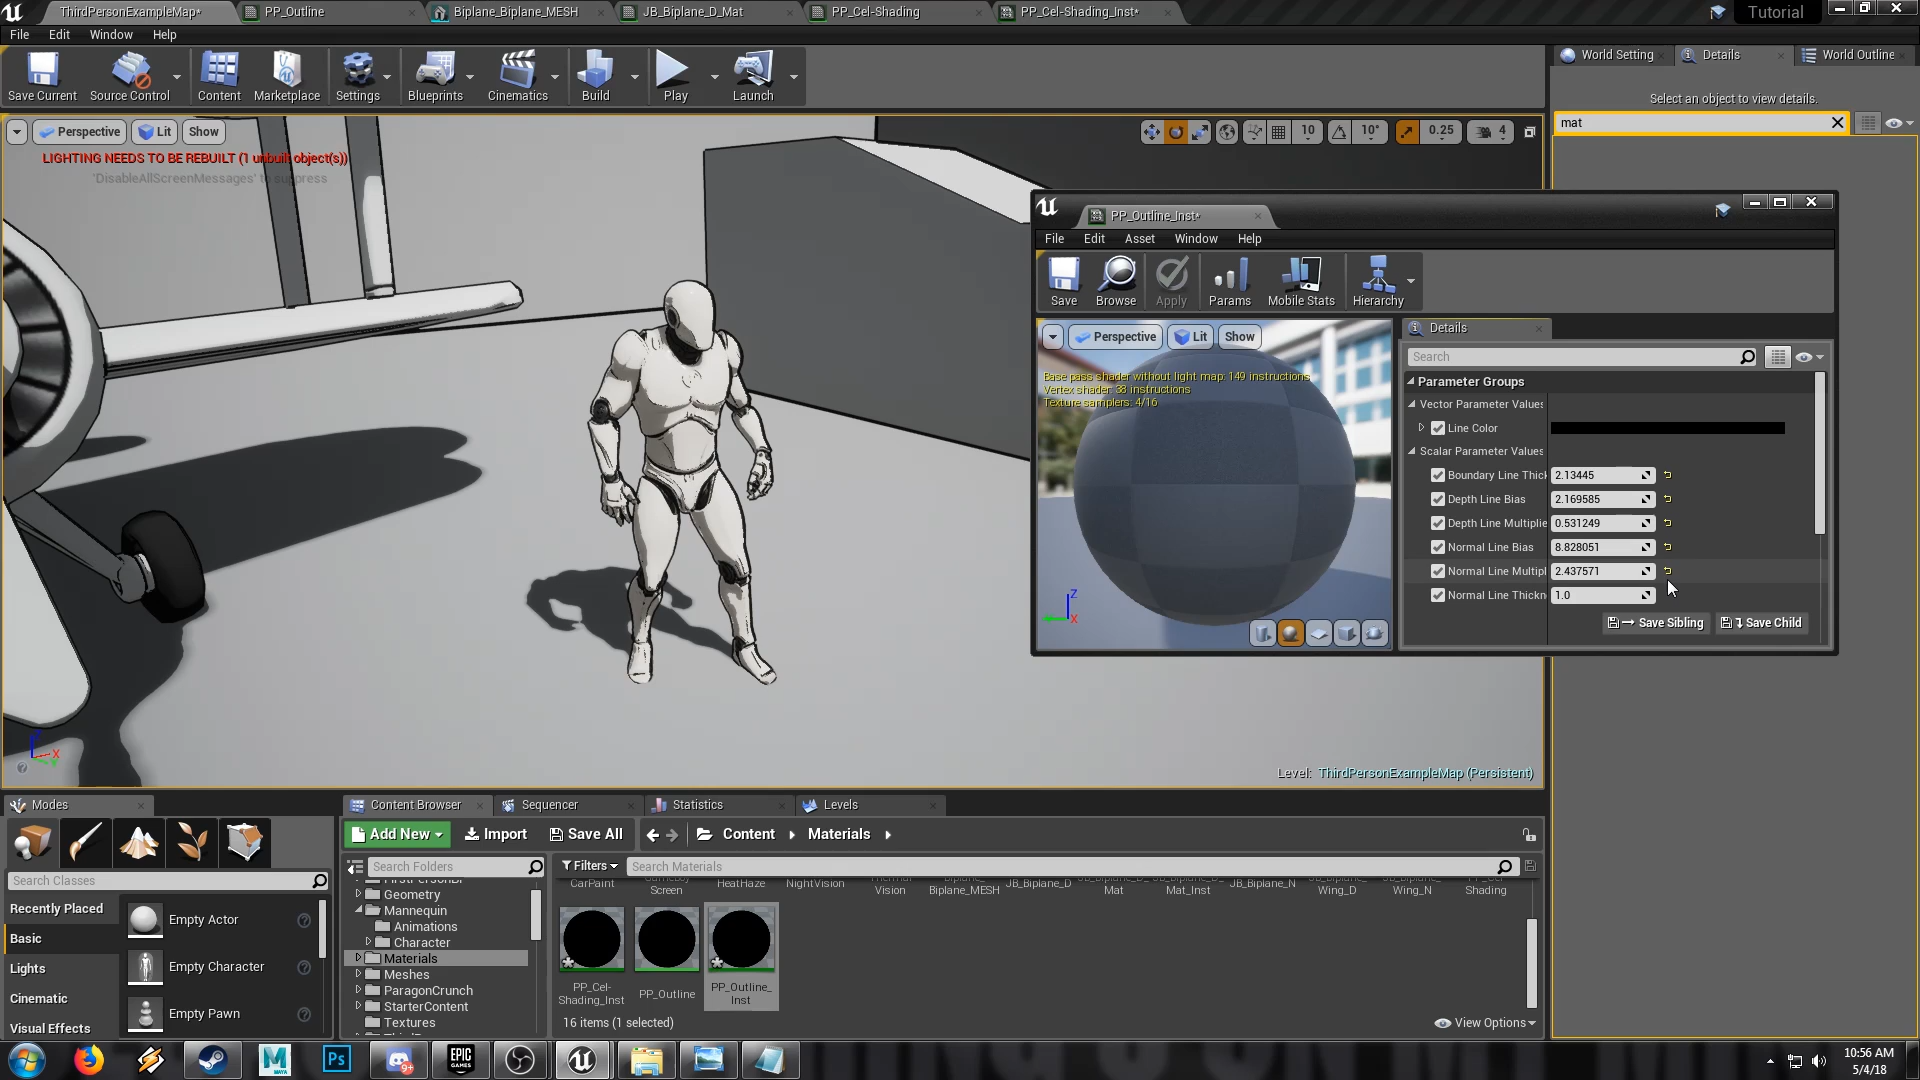 ThirdPersonExampleMap*
PP_Outline
Biplane_Biplane_MESH
JB_Biplane_D_Mat
PP_Cel-Shading
PP_Cel-Shading_Inst*
Tutorial
File Edit Window Help
World Setting
Details
World Outline
Save Current
Source Control
Content
Marketplace
Settings
Blueprints
Cinematics
Build
Play
Launch
Select an object to view details.
mat
Perspective
Lit
Show
10
10°
0.25
4
LIGHTING NEEDS TO BE REBUILT (1 unbuilt object(s))
'DisableAllScreenMessages' to suppress
PP_Outline_Inst*
File Edit Asset Window Help
Save
Browse
Apply
Params
Mobile Stats
Hierarchy
Perspective
Lit
Show
Base pass shader without light map: 149 instructions
Vertex shader: 38 instructions
Texture samplers: 4/16
Z
X
Details
Search
Parameter Groups
Vector Parameter Values
Line Color
Scalar Parameter Values
Boundary Line Thick 2.13445
Depth Line Bias 2.169585
Depth Line Multiplie 0.531249
Normal Line Bias 8.828051
Normal Line Multipl 2.437571
Normal Line Thickn 1.0
Save Sibling
Save Child
X
Level: ThirdPersonExampleMap (Persistent)
Modes
Content Browser
Sequencer
Statistics
Levels
Add New
Import
Save All
Content
Materials
Search Classes
Search Folders
Filters
Search Materials
Recently Placed
Basic
Lights
Cinematic
Visual Effects
Empty Actor
Empty Character
Empty Pawn
Geometry
Mannequin
Animations
Character
Materials
Meshes
ParagonCrunch
StarterContent
Textures
CarPaint
Screen
HeatHaze
NightVision
Vision
Biplane_MESH
JB_Biplane_D
Mat
Mat_Inst
JB_Biplane_N
Wing_D
Wing_N
Shading
PP_Cel-
Shading_Inst
PP_Outline
PP_Outline_
Inst
16 items (1 selected)
View Options
Ps
EPIC
GAMES
9+
10:56 AM
5/4/18